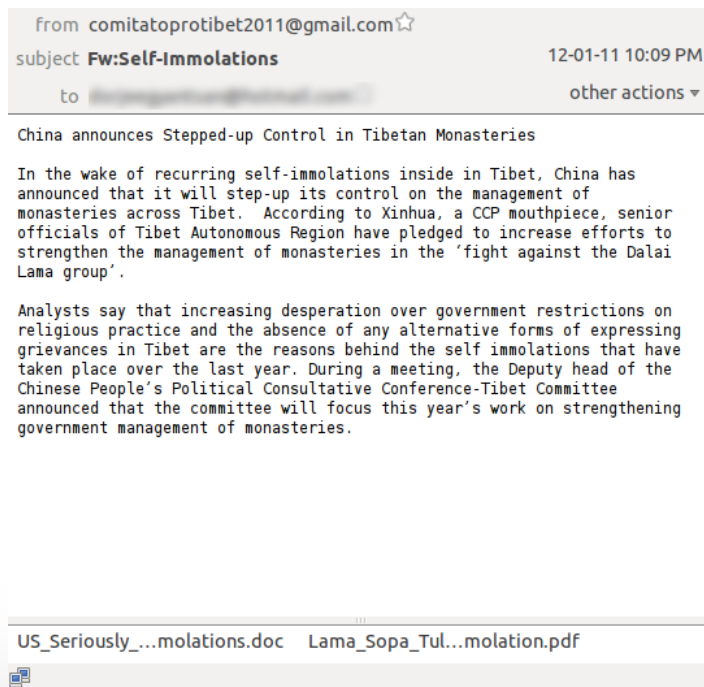 from comitatoprotibet2011@gmail.com
subject Fw:Self-Immolations 12-01-11 10:09 PM
to other actions
China announces Stepped-up Control in Tibetan Monasteries
In the wake of recurring self-immolations inside in Tibet, China has
announced that it will step-up its control on the management of
monasteries across Tibet.  According to Xinhua, a CCP mouthpiece, senior
officials of Tibet Autonomous Region have pledged to increase efforts to
strengthen the management of monasteries in the ‘fight against the Dalai
Lama group’.
Analysts say that increasing desperation over government restrictions on
religious practice and the absence of any alternative forms of expressing
grievances in Tibet are the reasons behind the self immolations that have
taken place over the last year. During a meeting, the Deputy head of the
Chinese People’s Political Consultative Conference-Tibet Committee
announced that the committee will focus this year’s work on strengthening
government management of monasteries.
US_Seriously_...molations.doc Lama_Sopa_Tul...molation.pdf